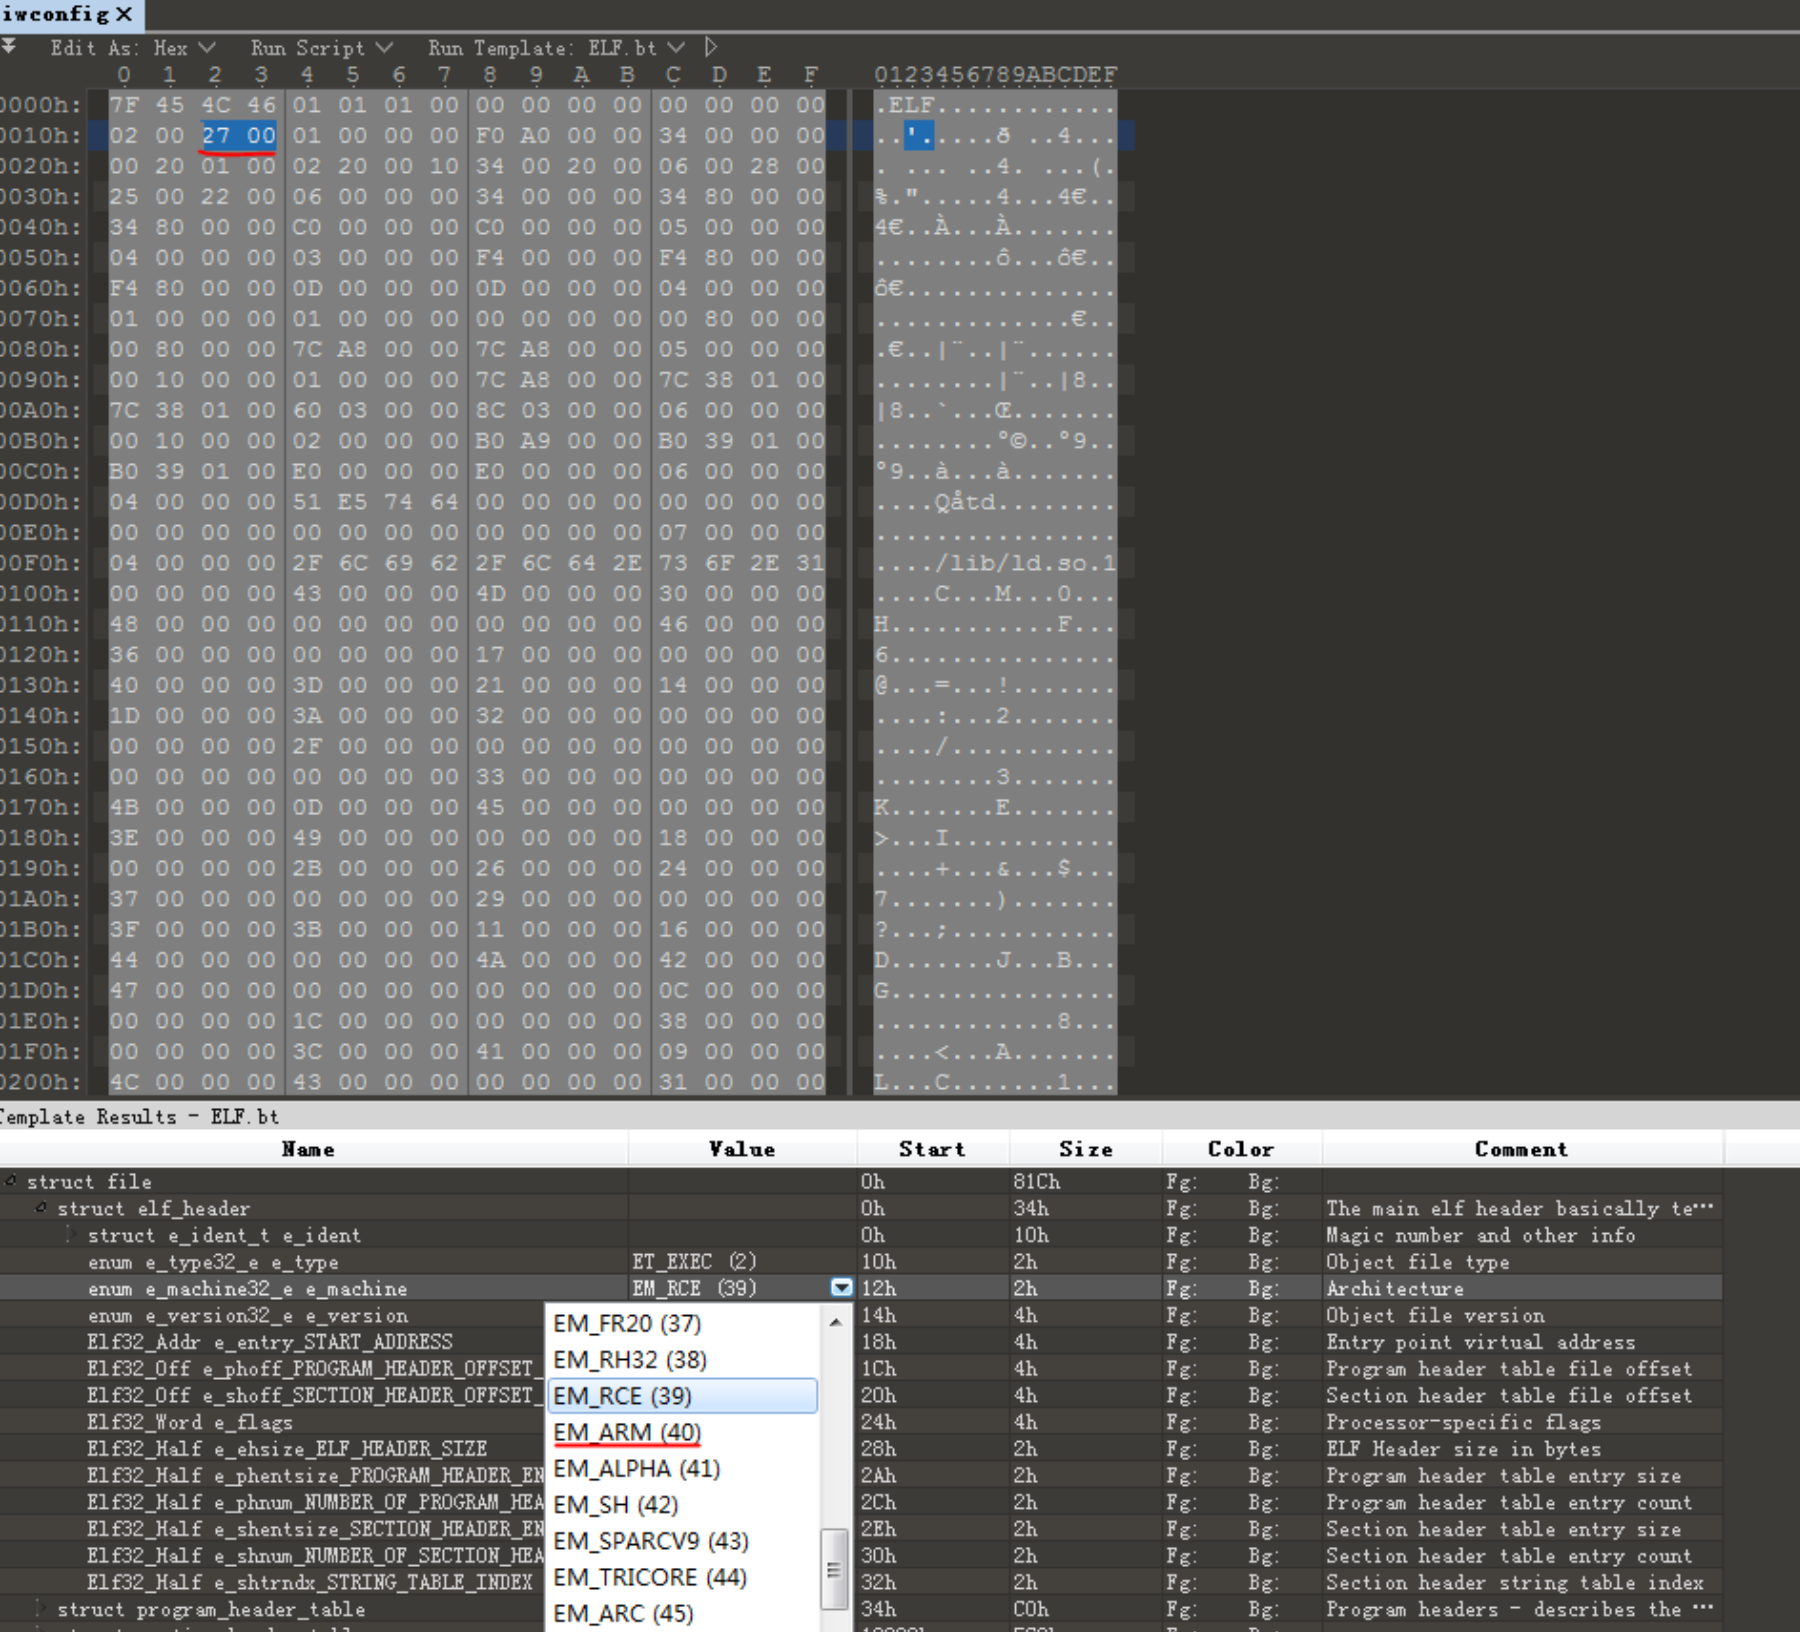 iwconfig X
Edit As: Hex Run Script Run Template: ELF.bt
0 1 2 3 4 5 6 7 8 9 A B C D E F 0123456789ABCDEF
0000h: 7F 45 4C 46 01 01 01 00 00 00 00 00 00 00 00 00 .ELF............
0010h: 02 00 27 00 01 00 00 00 F0 A0 00 00 34 00 00 00 ..'.....ð ..4...
0020h: 00 20 01 00 02 20 00 10 34 00 20 00 06 00 28 00 . ... ..4. ...(.
0030h: 25 00 22 00 06 00 00 00 34 00 00 00 34 80 00 00 %.".....4...4€..
0040h: 34 80 00 00 C0 00 00 00 C0 00 00 00 05 00 00 00 4€..À...À.......
0050h: 04 00 00 00 03 00 00 00 F4 00 00 00 F4 80 00 00 ........ô...ô€..
0060h: F4 80 00 00 0D 00 00 00 0D 00 00 00 04 00 00 00 ô€..............
0070h: 01 00 00 00 01 00 00 00 00 00 00 00 00 80 00 00 .............€..
0080h: 00 80 00 00 7C A8 00 00 7C A8 00 00 05 00 00 00 .€..|¨..|¨......
0090h: 00 10 00 00 01 00 00 00 7C A8 00 00 7C 38 01 00 ........|¨..|8..
00A0h: 7C 38 01 00 60 03 00 00 8C 03 00 00 06 00 00 00 |8..`...Œ.......
00B0h: 00 10 00 00 02 00 00 00 B0 A9 00 00 B0 39 01 00 ........°©..°9..
00C0h: B0 39 01 00 E0 00 00 00 E0 00 00 00 06 00 00 00 °9..à...à.......
00D0h: 04 00 00 00 51 E5 74 64 00 00 00 00 00 00 00 00 ....Qåtd........
00E0h: 00 00 00 00 00 00 00 00 00 00 00 00 07 00 00 00 ................
00F0h: 04 00 00 00 2F 6C 69 62 2F 6C 64 2E 73 6F 2E 31 ..../lib/ld.so.1
0100h: 00 00 00 00 43 00 00 00 4D 00 00 00 30 00 00 00 ....C...M...0...
0110h: 48 00 00 00 00 00 00 00 00 00 00 00 46 00 00 00 H...........F...
0120h: 36 00 00 00 00 00 00 00 17 00 00 00 00 00 00 00 6...............
0130h: 40 00 00 00 3D 00 00 00 21 00 00 00 14 00 00 00 @...=...!.......
0140h: 1D 00 00 00 3A 00 00 00 32 00 00 00 00 00 00 00 ....:...2.......
0150h: 00 00 00 00 2F 00 00 00 00 00 00 00 00 00 00 00 ..../...........
0160h: 00 00 00 00 00 00 00 00 33 00 00 00 00 00 00 00 ........3.......
0170h: 4B 00 00 00 0D 00 00 00 45 00 00 00 00 00 00 00 K.......E.......
0180h: 3E 00 00 00 49 00 00 00 00 00 00 00 18 00 00 00 >...I...........
0190h: 00 00 00 00 2B 00 00 00 26 00 00 00 24 00 00 00 ....+...&...$...
01A0h: 37 00 00 00 00 00 00 00 29 00 00 00 00 00 00 00 7.......).......
01B0h: 3F 00 00 00 3B 00 00 00 11 00 00 00 16 00 00 00 ?...;...........
01C0h: 44 00 00 00 00 00 00 00 4A 00 00 00 42 00 00 00 D.......J...B...
01D0h: 47 00 00 00 00 00 00 00 00 00 00 00 0C 00 00 00 G...............
01E0h: 00 00 00 00 1C 00 00 00 00 00 00 00 38 00 00 00 ............8...
01F0h: 00 00 00 00 3C 00 00 00 41 00 00 00 09 00 00 00 ....<...A.......
0200h: 4C 00 00 00 43 00 00 00 00 00 00 00 31 00 00 00 L...C.......1...
Template Results - ELF.bt
Name Value Start Size Color Comment
struct file 0h 81Ch Fg: Bg:
struct elf_header 0h 34h Fg: Bg: The main elf header basically te...
struct e_ident_t e_ident 0h 10h Fg: Bg: Magic number and other info
enum e_type32_e e_type ET_EXEC (2) 10h 2h Fg: Bg: Object file type
enum e_machine32_e e_machine EM_RCE (39) 12h 2h Fg: Bg: Architecture
enum e_version32_e e_version 14h 4h Fg: Bg: Object file version
Elf32_Addr e_entry_START_ADDRESS 18h 4h Fg: Bg: Entry point virtual address
Elf32_Off e_phoff_PROGRAM_HEADER_OFFSET_ 1Ch 4h Fg: Bg: Program header table file offset
Elf32_Off e_shoff_SECTION_HEADER_OFFSET_ 20h 4h Fg: Bg: Section header table file offset
Elf32_Word e_flags 24h 4h Fg: Bg: Processor-specific flags
Elf32_Half e_ehsize_ELF_HEADER_SIZE 28h 2h Fg: Bg: ELF Header size in bytes
Elf32_Half e_phentsize_PROGRAM_HEADER_EN 2Ah 2h Fg: Bg: Program header table entry size
Elf32_Half e_phnum_NUMBER_OF_PROGRAM_HEA 2Ch 2h Fg: Bg: Program header table entry count
Elf32_Half e_shentsize_SECTION_HEADER_EN 2Eh 2h Fg: Bg: Section header table entry size
Elf32_Half e_shnum_NUMBER_OF_SECTION_HEA 30h 2h Fg: Bg: Section header table entry count
Elf32_Half e_shtrndx_STRING_TABLE_INDEX 32h 2h Fg: Bg: Section header string table index
struct program_header_table 34h C0h Fg: Bg: Program headers - describes the ...
EM_FR20 (37)
EM_RH32 (38)
EM_RCE (39)
EM_ARM (40)
EM_ALPHA (41)
EM_SH (42)
EM_SPARCV9 (43)
EM_TRICORE (44)
EM_ARC (45)